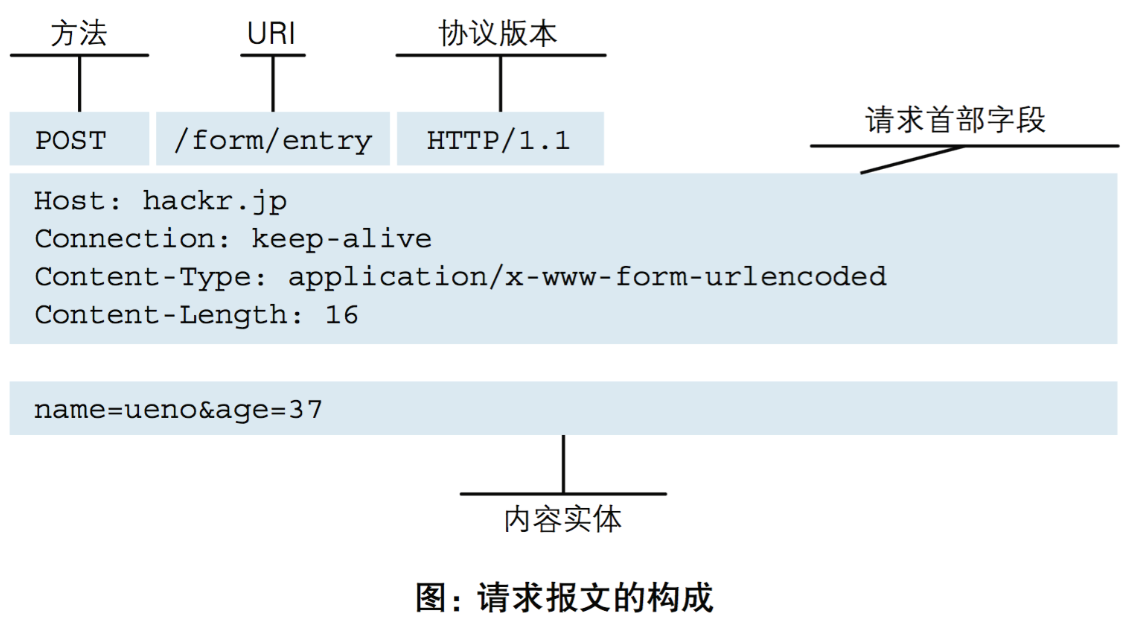 方法 URI 协议版本
请求首部字段
POST /form/entry HTTP/1.1
Host: hackr.jp
Connection: keep-alive
Content-Type: application/x-www-form-urlencoded
Content-Length: 16
name=ueno&age=37
内容实体
图：请求报文的构成